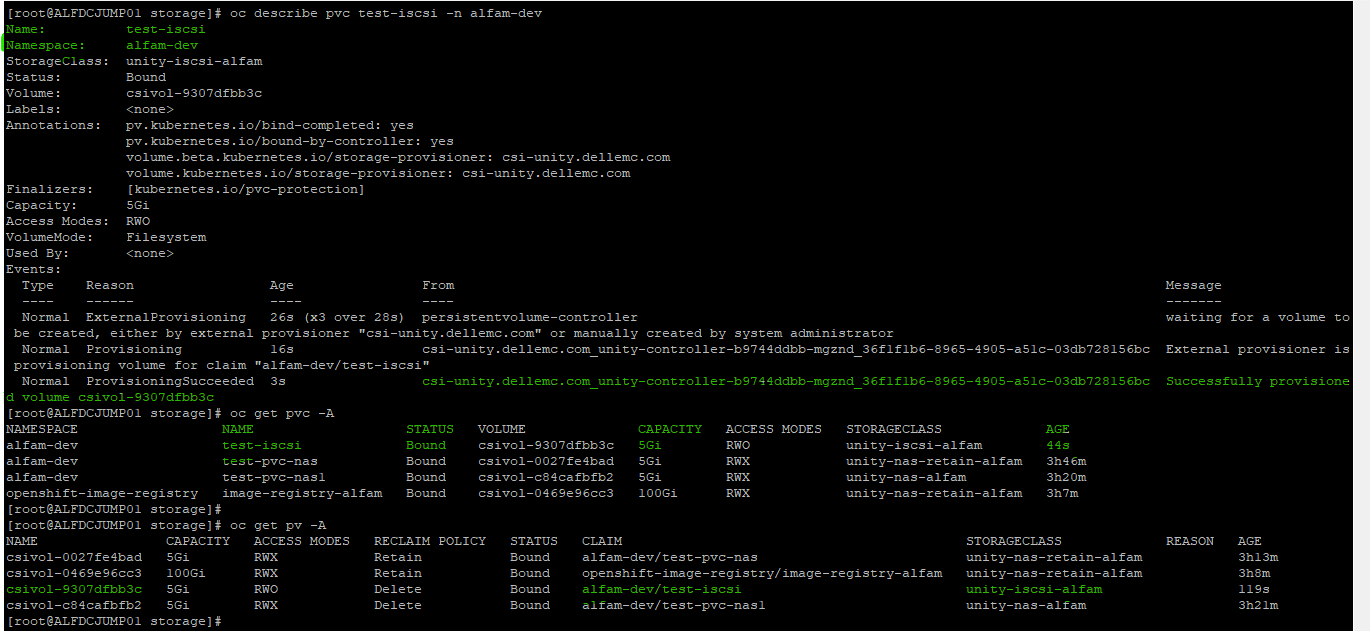 [root@ALFDCJUMP01 storage]# oc describe pvc test-iscsi -n alfam-dev
Name:          test-iscsi
Namespace:     alfam-dev
StorageClass:  unity-iscsi-alfam
Status:        Bound
Volume:        csivol-9307dfbb3c
Labels:        <none>
Annotations:   pv.kubernetes.io/bind-completed: yes
               pv.kubernetes.io/bound-by-controller: yes
               volume.beta.kubernetes.io/storage-provisioner: csi-unity.dellemc.com
               volume.kubernetes.io/storage-provisioner: csi-unity.dellemc.com
Finalizers:    [kubernetes.io/pvc-protection]
Capacity:      5Gi
Access Modes:  RWO
VolumeMode:    Filesystem
Used By:       <none>
Events:
  Type    Reason                 Age                From                                                                                         Message
  ----    ------                 ----               ----                                                                                         -------
  Normal  ExternalProvisioning   26s (x3 over 28s)  persistentvolume-controller                                                                  waiting for a volume to
 be created, either by external provisioner "csi-unity.dellemc.com" or manually created by system administrator
  Normal  Provisioning           16s                csi-unity.dellemc.com_unity-controller-b9744ddbb-mgznd_36f1f1b6-8965-4905-a51c-03db728156bc  External provisioner is
 provisioning volume for claim "alfam-dev/test-iscsi"
  Normal  ProvisioningSucceeded  3s                 csi-unity.dellemc.com_unity-controller-b9744ddbb-mgznd_36f1f1b6-8965-4905-a51c-03db728156bc  Successfully provisione
d volume csivol-9307dfbb3c
[root@ALFDCJUMP01 storage]# oc get pvc -A
NAMESPACE                  NAME                   STATUS   VOLUME              CAPACITY   ACCESS MODES   STORAGECLASS             AGE
alfam-dev                  test-iscsi             Bound    csivol-9307dfbb3c   5Gi        RWO            unity-iscsi-alfam        44s
alfam-dev                  test-pvc-nas           Bound    csivol-0027fe4bad   5Gi        RWX            unity-nas-retain-alfam   3h46m
alfam-dev                  test-pvc-nas1          Bound    csivol-c84cafbfb2   5Gi        RWX            unity-nas-alfam          3h20m
openshift-image-registry   image-registry-alfam   Bound    csivol-0469e96cc3   100Gi      RWX            unity-nas-retain-alfam   3h7m
[root@ALFDCJUMP01 storage]#
[root@ALFDCJUMP01 storage]# oc get pv -A
NAME                CAPACITY   ACCESS MODES   RECLAIM POLICY   STATUS   CLAIM                                           STORAGECLASS             REASON   AGE
csivol-0027fe4bad   5Gi        RWX            Retain           Bound    alfam-dev/test-pvc-nas                          unity-nas-retain-alfam            3h13m
csivol-0469e96cc3   100Gi      RWX            Retain           Bound    openshift-image-registry/image-registry-alfam   unity-nas-retain-alfam            3h8m
csivol-9307dfbb3c   5Gi        RWO            Delete           Bound    alfam-dev/test-iscsi                            unity-iscsi-alfam                 119s
csivol-c84cafbfb2   5Gi        RWX            Delete           Bound    alfam-dev/test-pvc-nas1                         unity-nas-alfam                   3h21m
[root@ALFDCJUMP01 storage]#